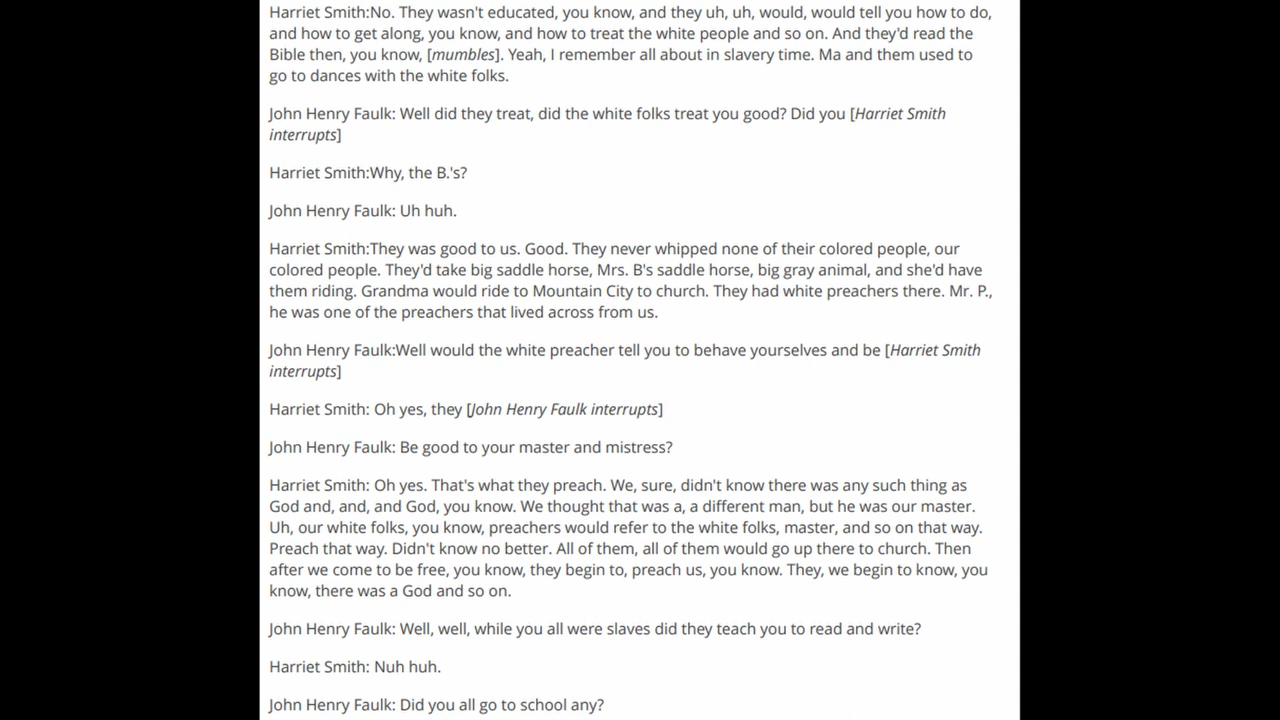 Harriet Smith:No. They wasn't educated, you know, and they uh, uh, would, would tell you how to do,
and how to get along, you know, and how to treat the white people and so on. And they'd read the
Bible then, you know, [mumbles]. Yeah, I remember all about in slavery time. Ma and them used to
go to dances with the white folks.
John Henry Faulk: Well did they treat, did the white folks treat you good? Did you [Harriet Smith
interrupts]
Harriet Smith:Why, the B.'s?
John Henry Faulk: Uh huh.
Harriet Smith:They was good to us. Good. They never whipped none of their colored people, our
colored people. They'd take big saddle horse, Mrs. B's saddle horse, big gray animal, and she'd have
them riding. Grandma would ride to Mountain City to church. They had white preachers there. Mr. P.,
he was one of the preachers that lived across from us.
John Henry Faulk:Well would the white preacher tell you to behave yourselves and be [Harriet Smith
interrupts]
Harriet Smith: Oh yes, they [John Henry Faulk interrupts]
John Henry Faulk: Be good to your master and mistress?
Harriet Smith: Oh yes. That's what they preach. We, sure, didn't know there was any such thing as
God and, and, and God, you know. We thought that was a, a different man, but he was our master.
Uh, our white folks, you know, preachers would refer to the white folks, master, and so on that way.
Preach that way. Didn't know no better. All of them, all of them would go up there to church. Then
after we come to be free, you know, they begin to, preach us, you know. They, we begin to know, you
know, there was a God and so on.
John Henry Faulk: Well, well, while you all were slaves did they teach you to read and write?
Harriet Smith: Nuh huh.
John Henry Faulk: Did you all go to school any?